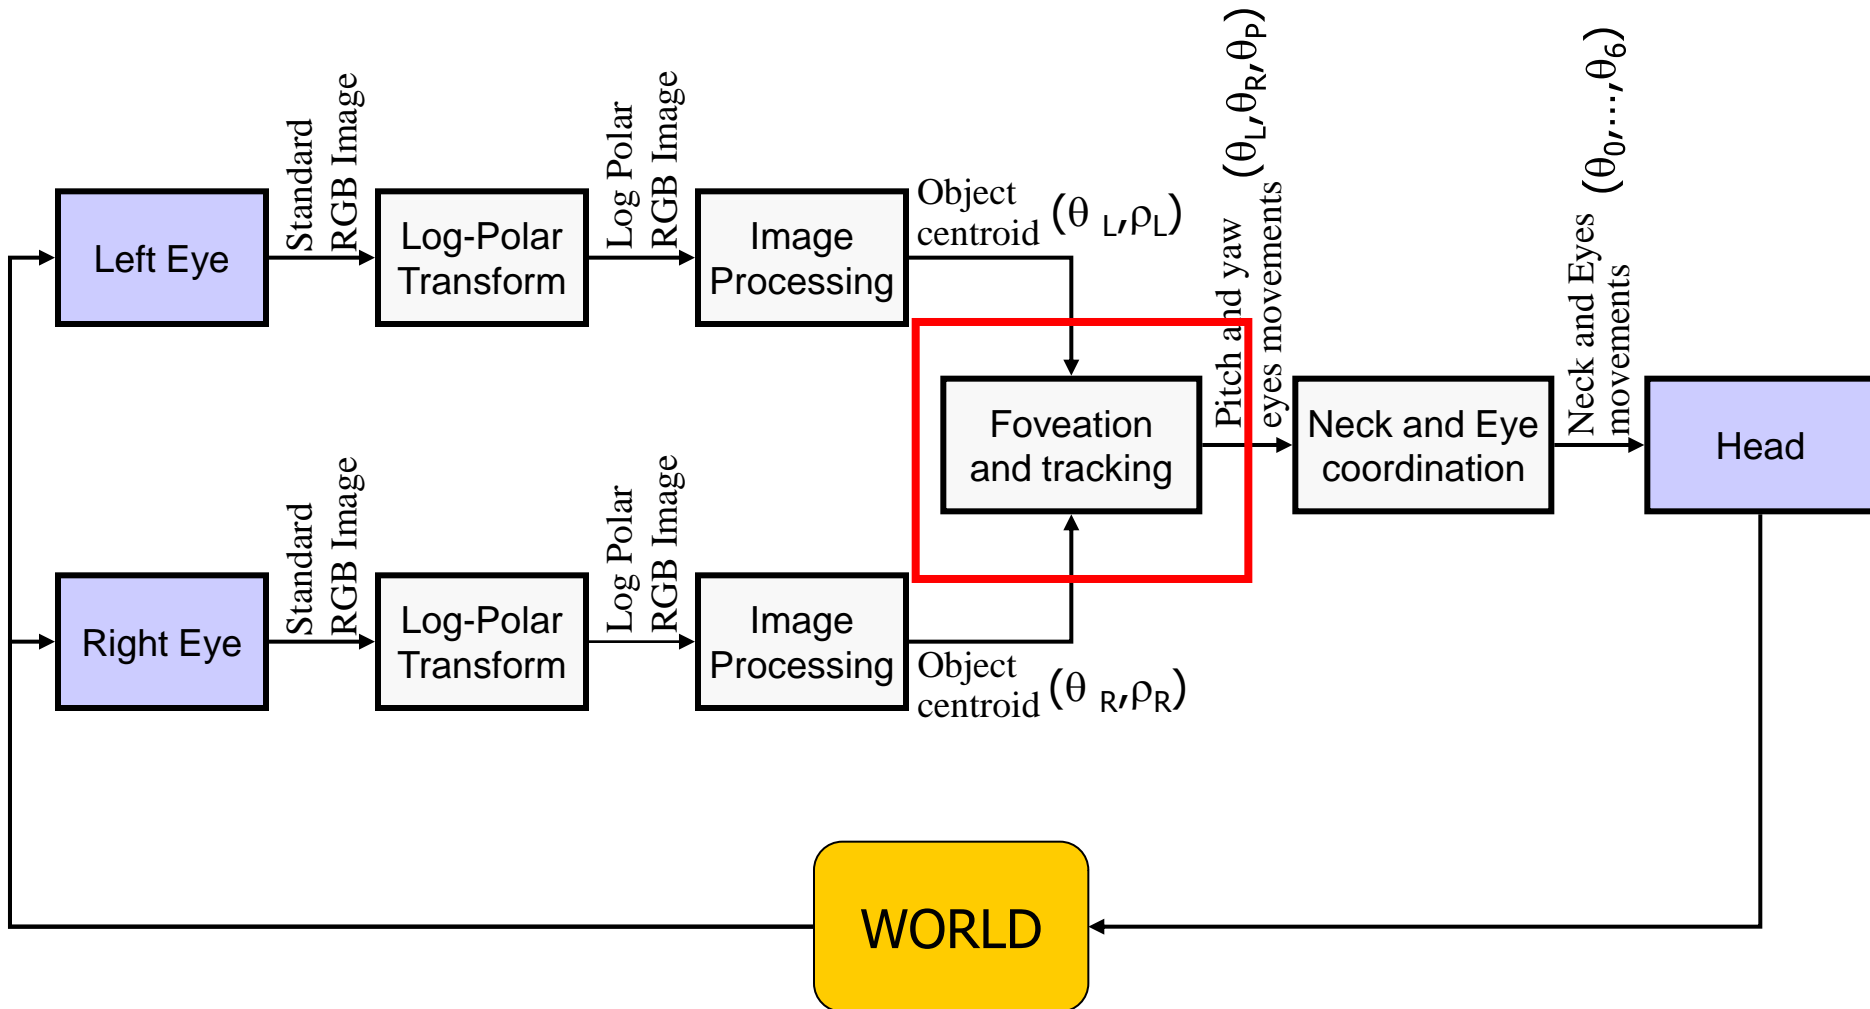 Left Eye
Standard
RGB Image
Log-Polar
Transform
Log Polar
RGB Image
Image
Processing
Object
centroid (θ L,ρL)
Pitch and yaw (θL,θR,θP)
eyes movements
Neck and Eyes (θ0,...,θ6)
movements
Foveation
and tracking
Neck and Eye
coordination
Head
Right Eye
Standard
RGB Image
Log-Polar
Transform
Log Polar
RGB Image
Image
Processing
Object
centroid (θ R,ρR)
WORLD